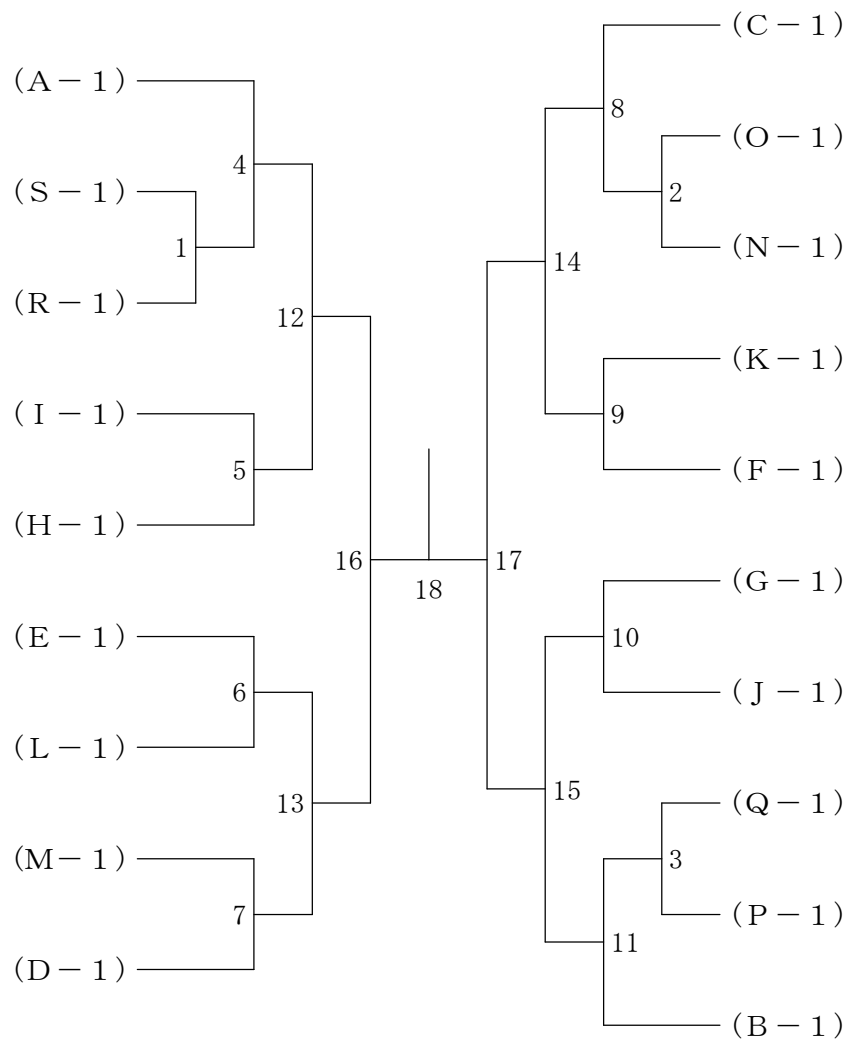 (C－1)
(A－1)
8
(O－1)
4
(S－1)
2
1
(N－1)
14
(R－1)
12
(K－1)
(I－1)
9
5
(F－1)
(H－1)
16
17
(G－1)
18
(E－1)
10
6
(J－1)
(L－1)
15
13
(Q－1)
(M－1)
3
7
(P－1)
11
(D－1)
(B－1)